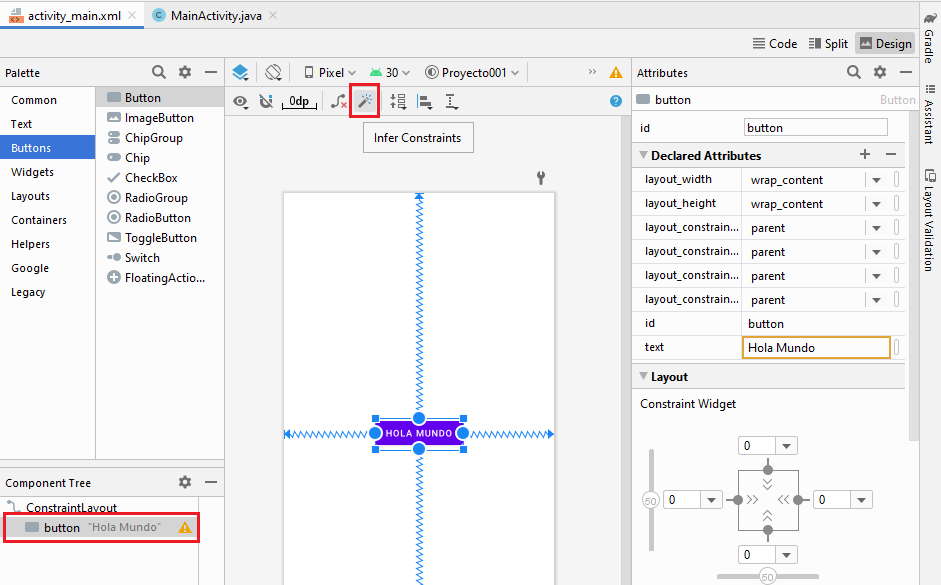 activity_main.xml
MainActivity.java
Code
Split
Design
Palette
Pixel
30
Proyecto001
Attributes
Common
Text
Buttons
Widgets
Layouts
Containers
Helpers
Google
Legacy
Button
ImageButton
ChipGroup
Chip
CheckBox
RadioGroup
RadioButton
ToggleButton
Switch
FloatingActio...
0dp
Infer Constraints
HOLA MUNDO
Component Tree
ConstraintLayout
button "Hola Mundo"
button Button
id button
Declared Attributes
layout_width wrap_content
layout_height wrap_content
layout_constrain... parent
layout_constrain... parent
layout_constrain... parent
layout_constrain... parent
id button
text Hola Mundo
Layout
Constraint Widget
0
50 0 0
0
50
Gradle
Assistant
Layout Validation